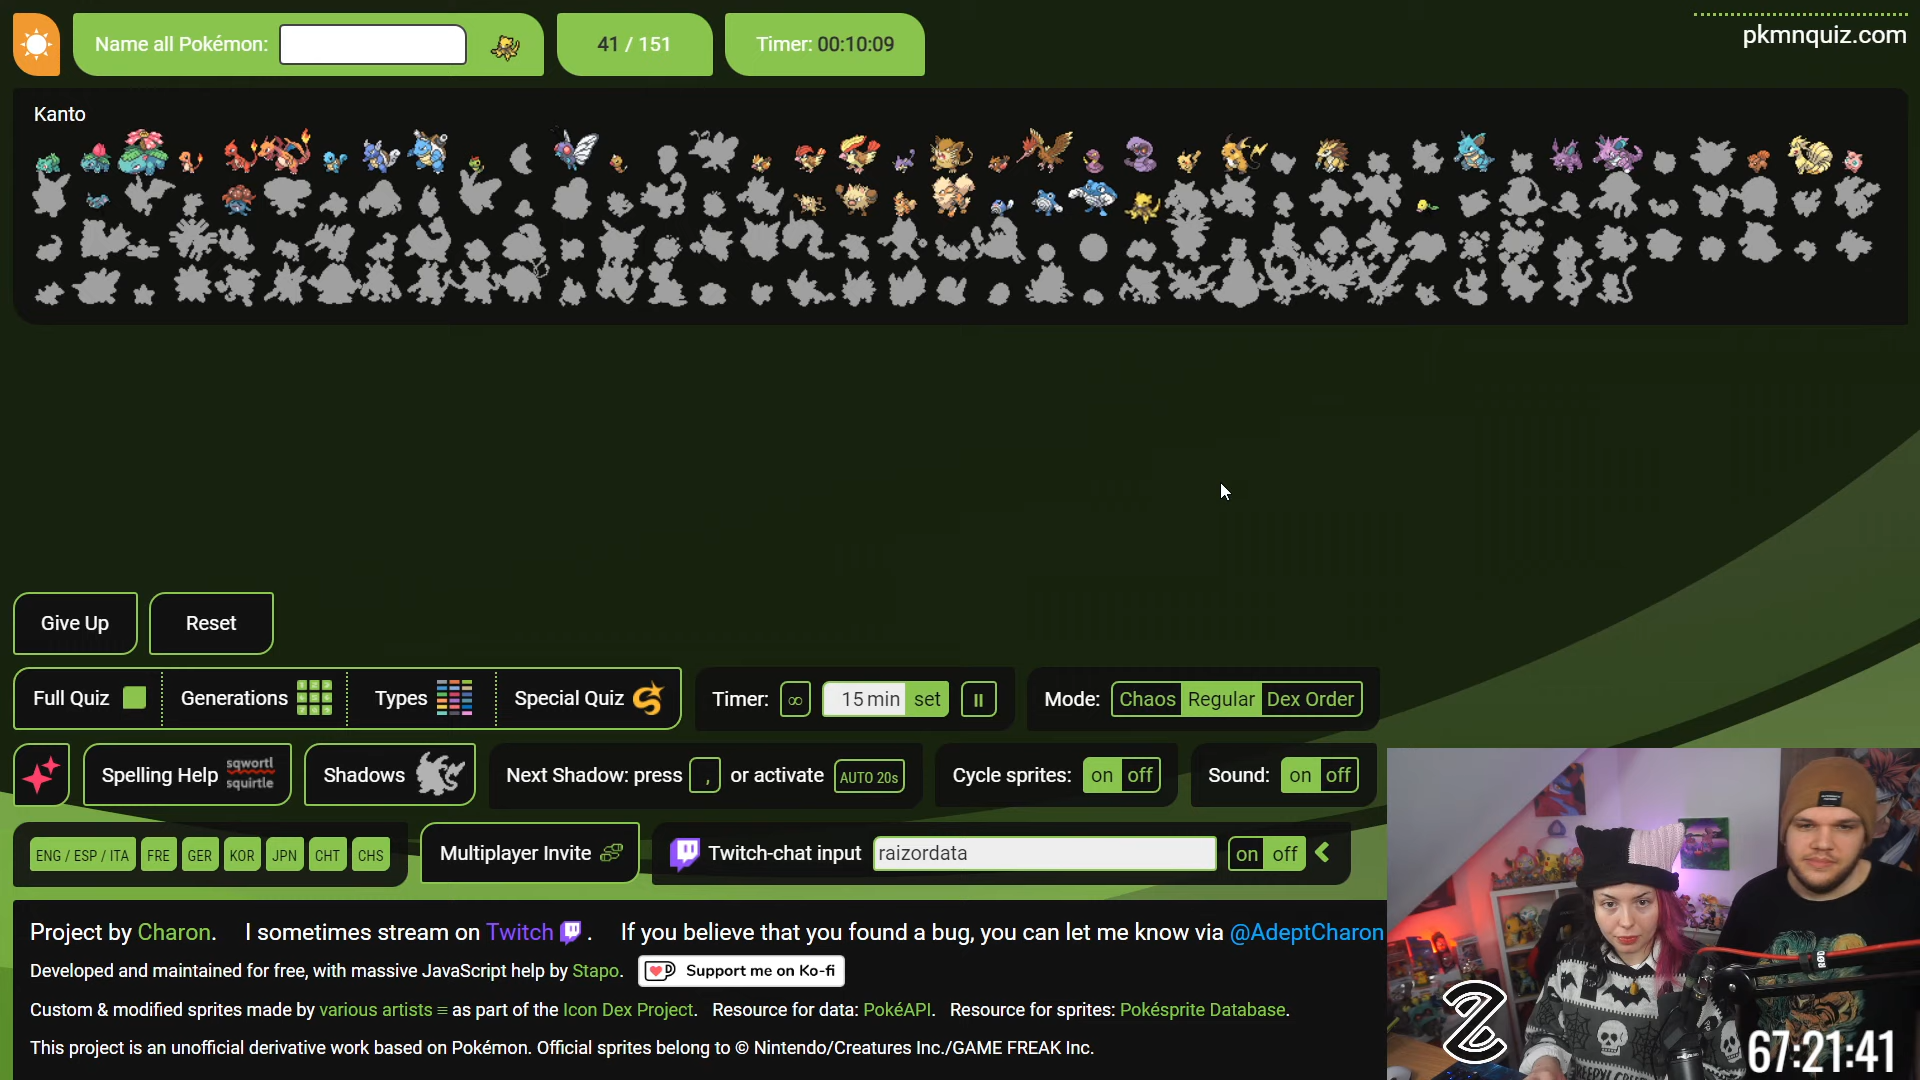 Name all Pokémon:
41 / 151
Timer: 00:10:09
pkmnquiz.com
Kanto
Give Up
Reset
Full Quiz
Generations
Types
Special Quiz
Timer: ∞ 15 min set
Mode: Chaos Regular Dex Order
Spelling Help sqwortl squirtle
Shadows
Next Shadow: press , or activate AUTO 20s
Cycle sprites: on off
Sound: on off
ENG / ESP / ITA FRE GER KOR JPN CHT CHS
Multiplayer Invite
Twitch-chat input raizordata on off
Project by Charon. I sometimes stream on Twitch . If you believe that you found a bug, you can let me know via @AdeptCharon
Developed and maintained for free, with massive JavaScript help by Stapo. Support me on Ko-fi
Custom & modified sprites made by various artists ≡ as part of the Icon Dex Project. Resource for data: PokéAPI. Resource for sprites: Pokésprite Database.
This project is an unofficial derivative work based on Pokémon. Official sprites belong to © Nintendo/Creatures Inc./GAME FREAK Inc.
67:21:41